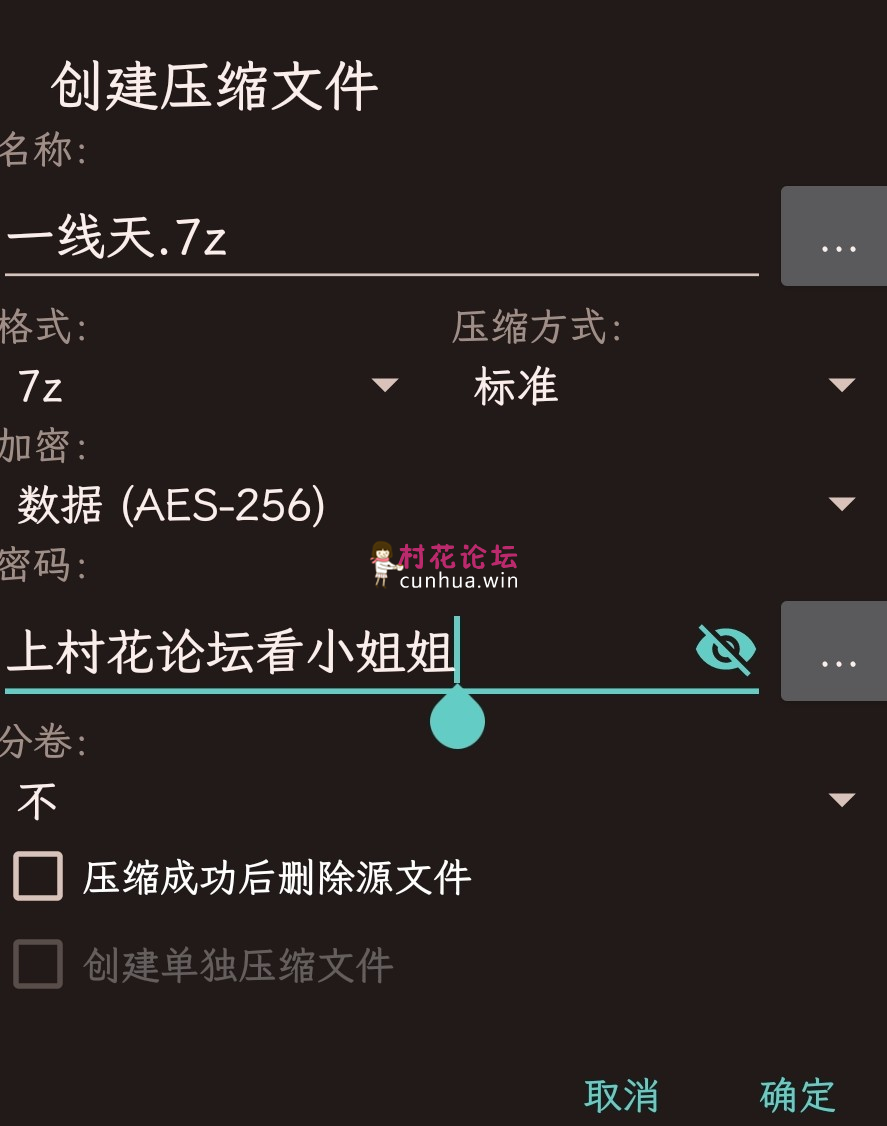 创建压缩文件
名称:
一线天.7z
...
格式:
压缩方式:
7z
标准
加密:
数据 (AES-256)
村花论坛
cunhua.win
密码:
上村花论坛看小姐姐
...
分卷:
不
压缩成功后删除源文件
创建单独压缩文件
取消
确定